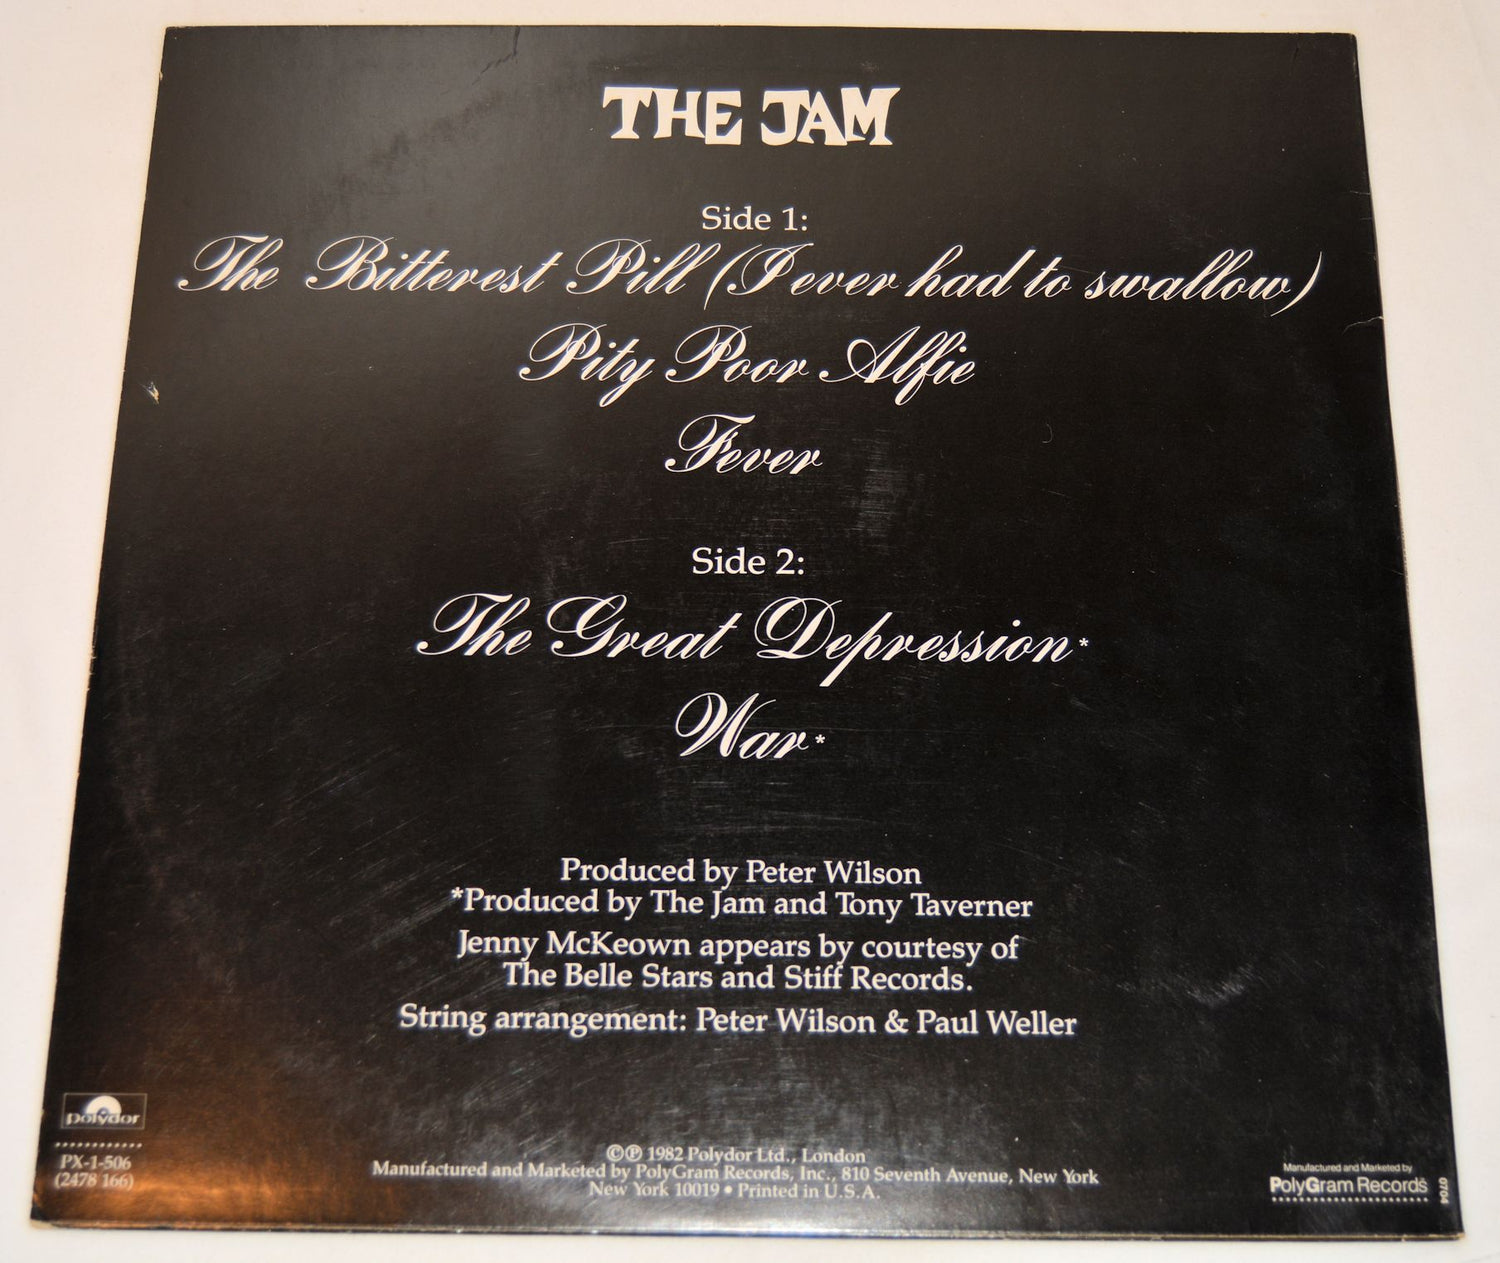 THE JAM
Side 1:
The Bitterest Pill (I ever had to swallow)
Pity Poor Alfie
Fever
Side 2:
The Great Depression*
War*
Produced by Peter Wilson
*Produced by The Jam and Tony Taverner
Jenny McKeown appears by courtesy of
The Belle Stars and Stiff Records.
String arrangement: Peter Wilson & Paul Weller
polydor
PX-1-506
(2478 166)
©℗ 1982 Polydor Ltd., London
Manufactured and Marketed by PolyGram Records, Inc., 810 Seventh Avenue, New York
New York 10019 • Printed in U.S.A.
Manufactured and Marketed by
PolyGram Records
0704